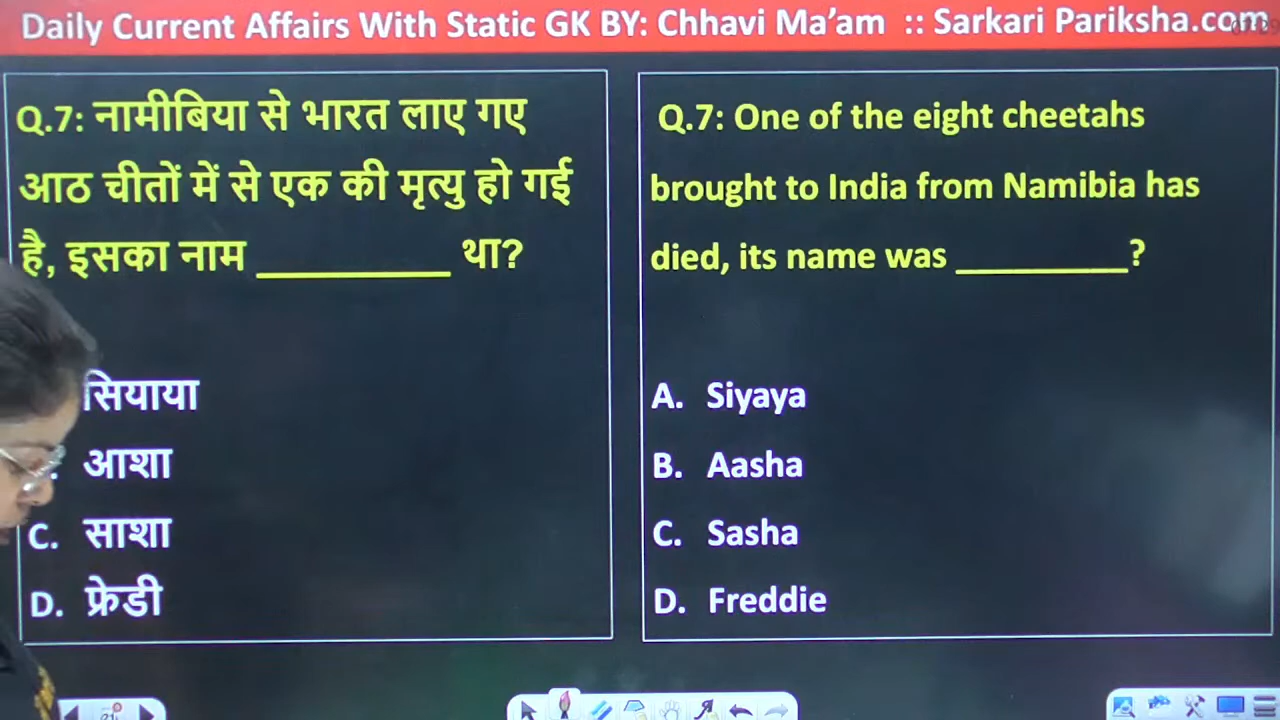 Daily Current Affairs With Static GK BY: Chhavi Ma’am :: Sarkari Pariksha.com
Q.7: नामीबिया से भारत लाए गए
आठ चीतों में से एक की मृत्यु हो गई
है, इसका नाम __________ था?
सियाया
आशा
C. साशा
D. फ्रेडी
Q.7: One of the eight cheetahs
brought to India from Namibia has
died, its name was __________?
A. Siyaya
B. Aasha
C. Sasha
D. Freddie